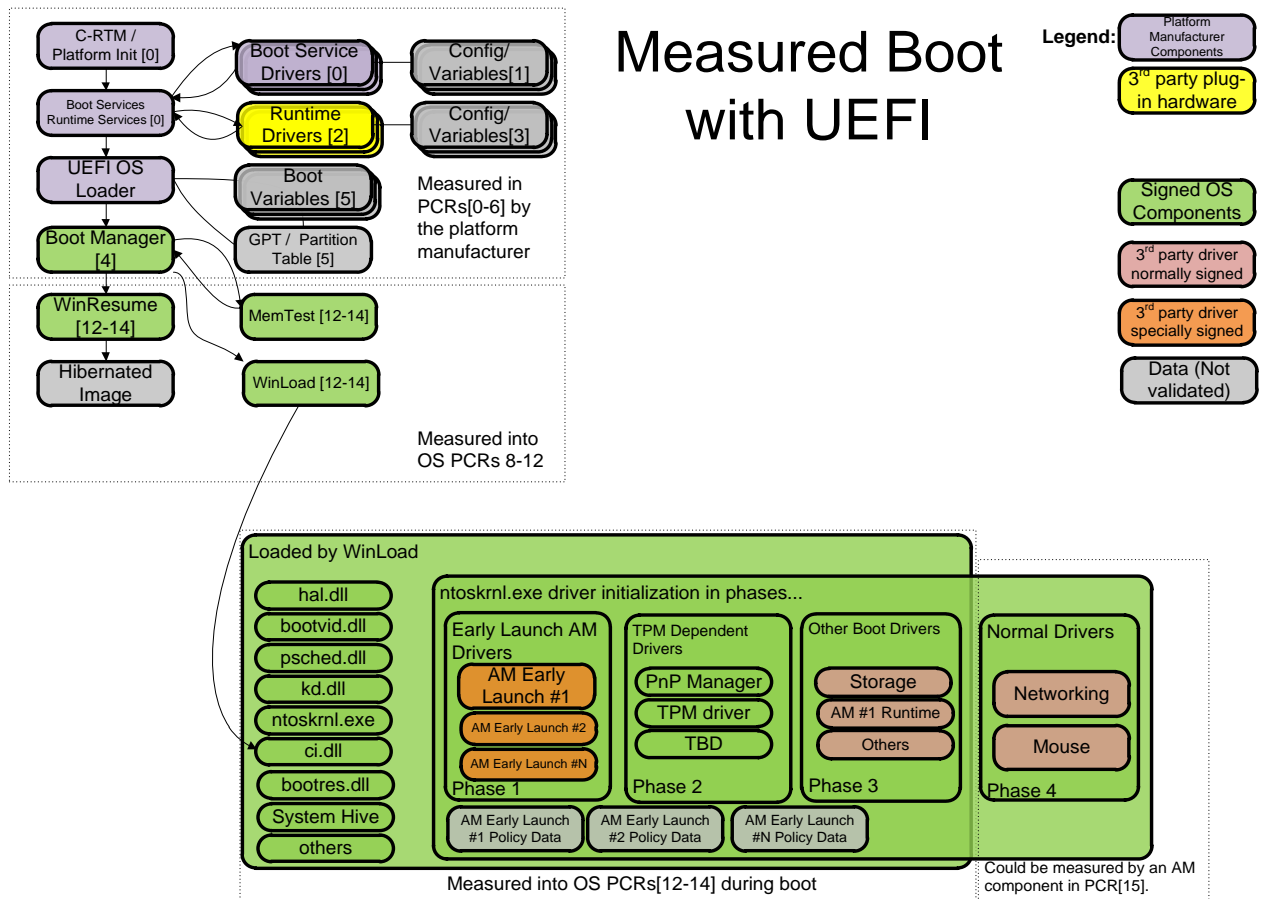 Measured Boot
with UEFI
Legend:
Platform
Manufacturer
Components
3rd party plug-
in hardware
Signed OS
Components
3rd party driver
normally signed
3rd party driver
specially signed
Data (Not
validated)
C-RTM /
Platform Init [0]
Boot Service
Drivers [0]
Config/
Variables[1]
Boot Services
Runtime Services [0]
Runtime
Drivers [2]
Config/
Variables[3]
UEFI OS
Loader
Boot
Variables [5]
Measured in
PCRs[0-6] by
the platform
manufacturer
Boot Manager
[4]
GPT / Partition
Table [5]
WinResume
[12-14]
MemTest [12-14]
Hibernated
Image
WinLoad [12-14]
Measured into
OS PCRs 8-12
Loaded by WinLoad
hal.dll
bootvid.dll
psched.dll
kd.dll
ntoskrnl.exe
ci.dll
bootres.dll
System Hive
others
ntoskrnl.exe driver initialization in phases...
Early Launch AM
Drivers
AM Early
Launch #1
AM Early Launch #2
AM Early Launch #N
Phase 1
TPM Dependent
Drivers
PnP Manager
TPM driver
TBD
Phase 2
Other Boot Drivers
Storage
AM #1 Runtime
Others
Phase 3
Normal Drivers
Networking
Mouse
Phase 4
AM Early Launch
#1 Policy Data
AM Early Launch
#2 Policy Data
AM Early Launch
#N Policy Data
Measured into OS PCRs[12-14] during boot
Could be measured by an AM
component in PCR[15].